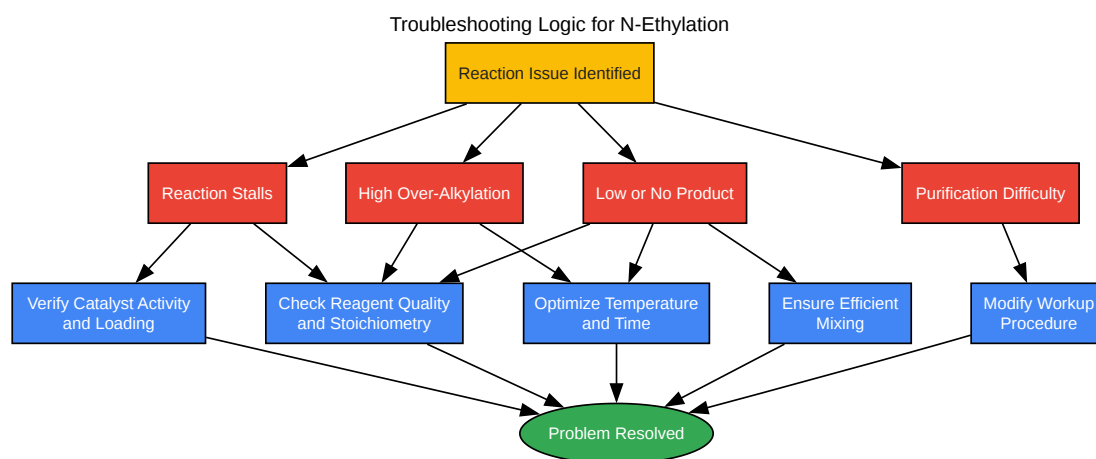 Troubleshooting Logic for N-Ethylation
Reaction Issue Identified
Reaction Stalls
High Over-Alkylation
Low or No Product
Purification Difficulty
Verify Catalyst Activity
and Loading
Check Reagent Quality
and Stoichiometry
Optimize Temperature
and Time
Ensure Efficient
Mixing
Modify Workup
Procedure
Problem Resolved